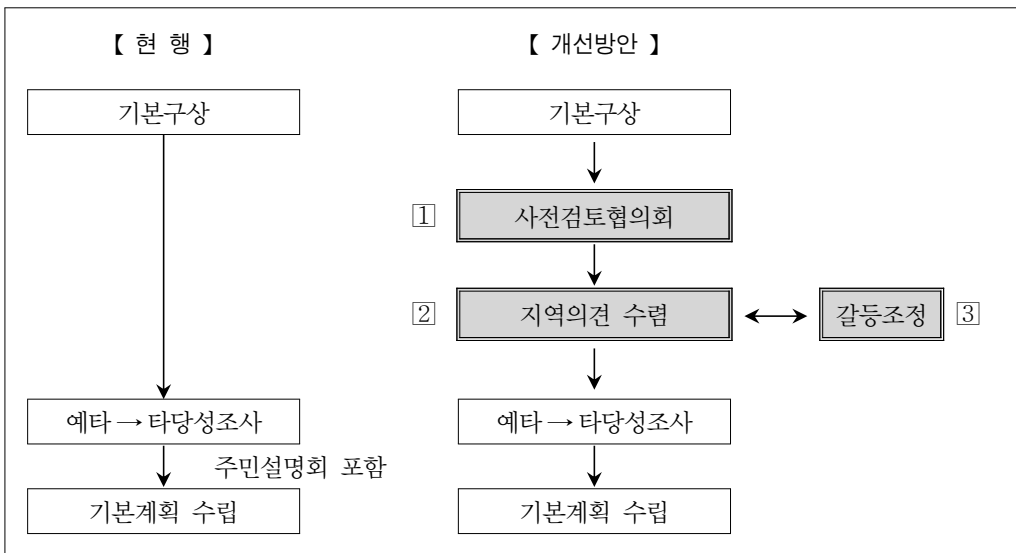 【 현 행 】
기본구상
예타 → 타당성조사
주민설명회 포함
기본계획 수립
【 개선방안 】
기본구상
1 사전검토협의회
2 지역의견 수렴
갈등조정 3
예타 → 타당성조사
기본계획 수립